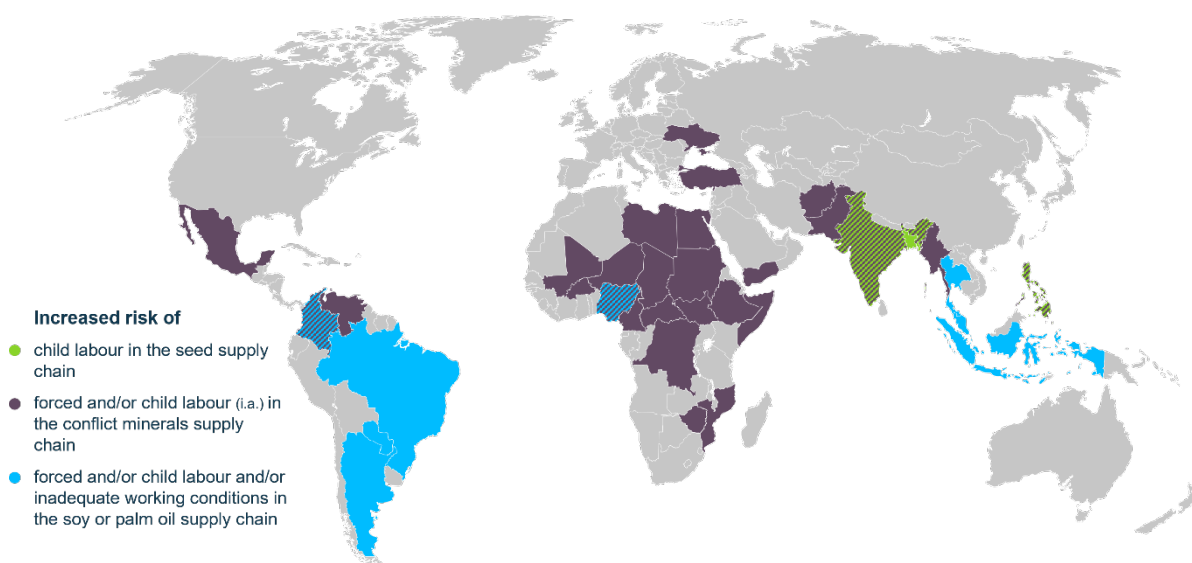 Increased risk of
child labour in the seed supply
chain
forced and/or child labour (i.a.) in
the conflict minerals supply
chain
forced and/or child labour and/or
inadequate working conditions in
the soy or palm oil supply chain